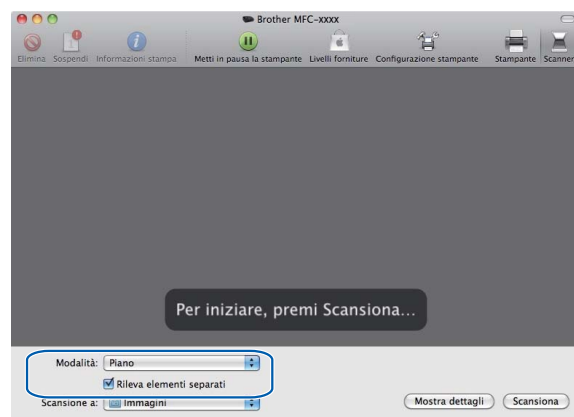 Brother MFC-xxxx
Elimina Sospendi Informazioni stampa Metti in pausa la stampante Livelli forniture Configurazione stampante Stampante Scanner
Per iniziare, premi Scansiona...
Modalità: Piano
Rileva elementi separati
Scansione a: Immagini
Mostra dettagli Scansiona